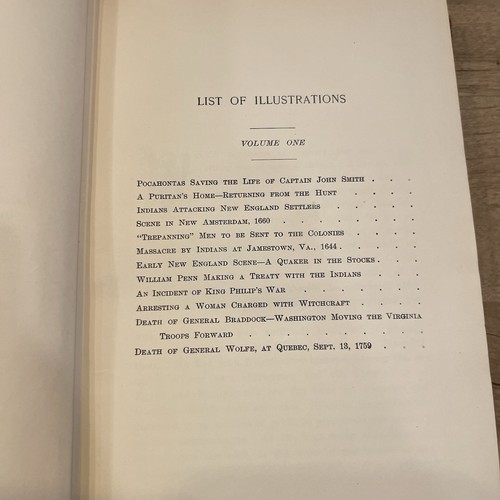 LIST OF ILLUSTRATIONS
VOLUME ONE
Pocahontas Saving the Life of Captain John Smith . . .
A Puritan's Home—Returning from the Hunt . . . . .
Indians Attacking New England Settlers . . . . .
Scene in New Amsterdam, 1660 . . . . . . .
"Trepanning" Men to be Sent to the Colonies . . . .
Massacre by Indians at Jamestown, Va., 1644 . . . . .
Early New England Scene—A Quaker in the Stocks . . .
William Penn Making a Treaty with the Indians . . .
An Incident of King Philip's War . . . . . .
Arresting a Woman Charged with Witchcraft . . . .
Death of General Braddock—Washington Moving the Virginia
Troops Forward . . . . . . . . .
Death of General Wolfe, at Quebec, Sept. 13, 1759 . . .